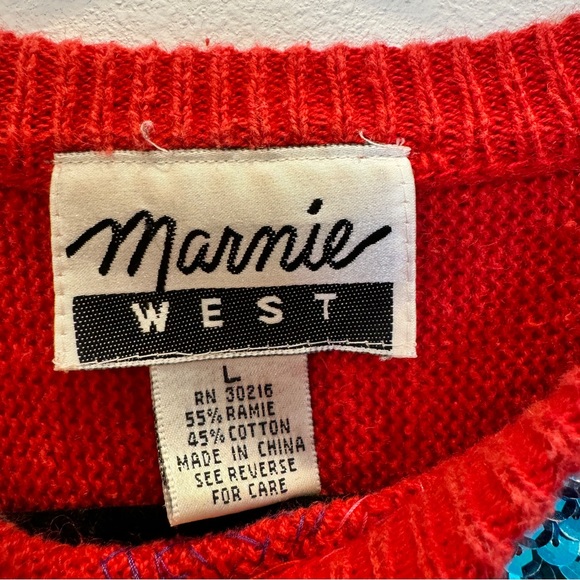 Marnie
WEST
L
RN 30216
55% RAMIE
45% COTTON
MADE IN CHINA
SEE REVERSE
FOR CARE